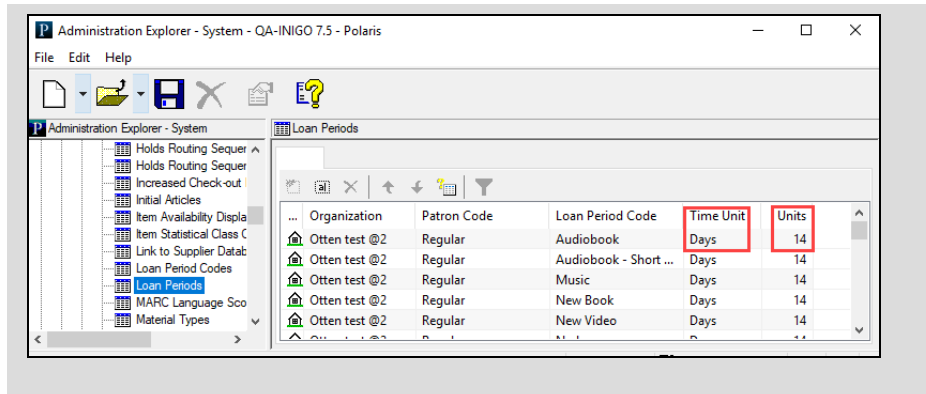 Administration Explorer - System - QA-INIGO 7.5 - Polaris
File Edit Help
Administration Explorer - System
Loan Periods
Holds Routing Sequer
Holds Routing Sequer
Increased Check-out
Initial Articles
Item Availability Displa
Item Statistical Class C
Link to Supplier Datab
Loan Period Codes
Loan Periods
MARC Language Sco
Material Types
... Organization Patron Code Loan Period Code Time Unit Units
Otten test @2 Regular Audiobook Days 14
Otten test @2 Regular Audiobook - Short ... Days 14
Otten test @2 Regular Music Days 14
Otten test @2 Regular New Book Days 14
Otten test @2 Regular New Video Days 14